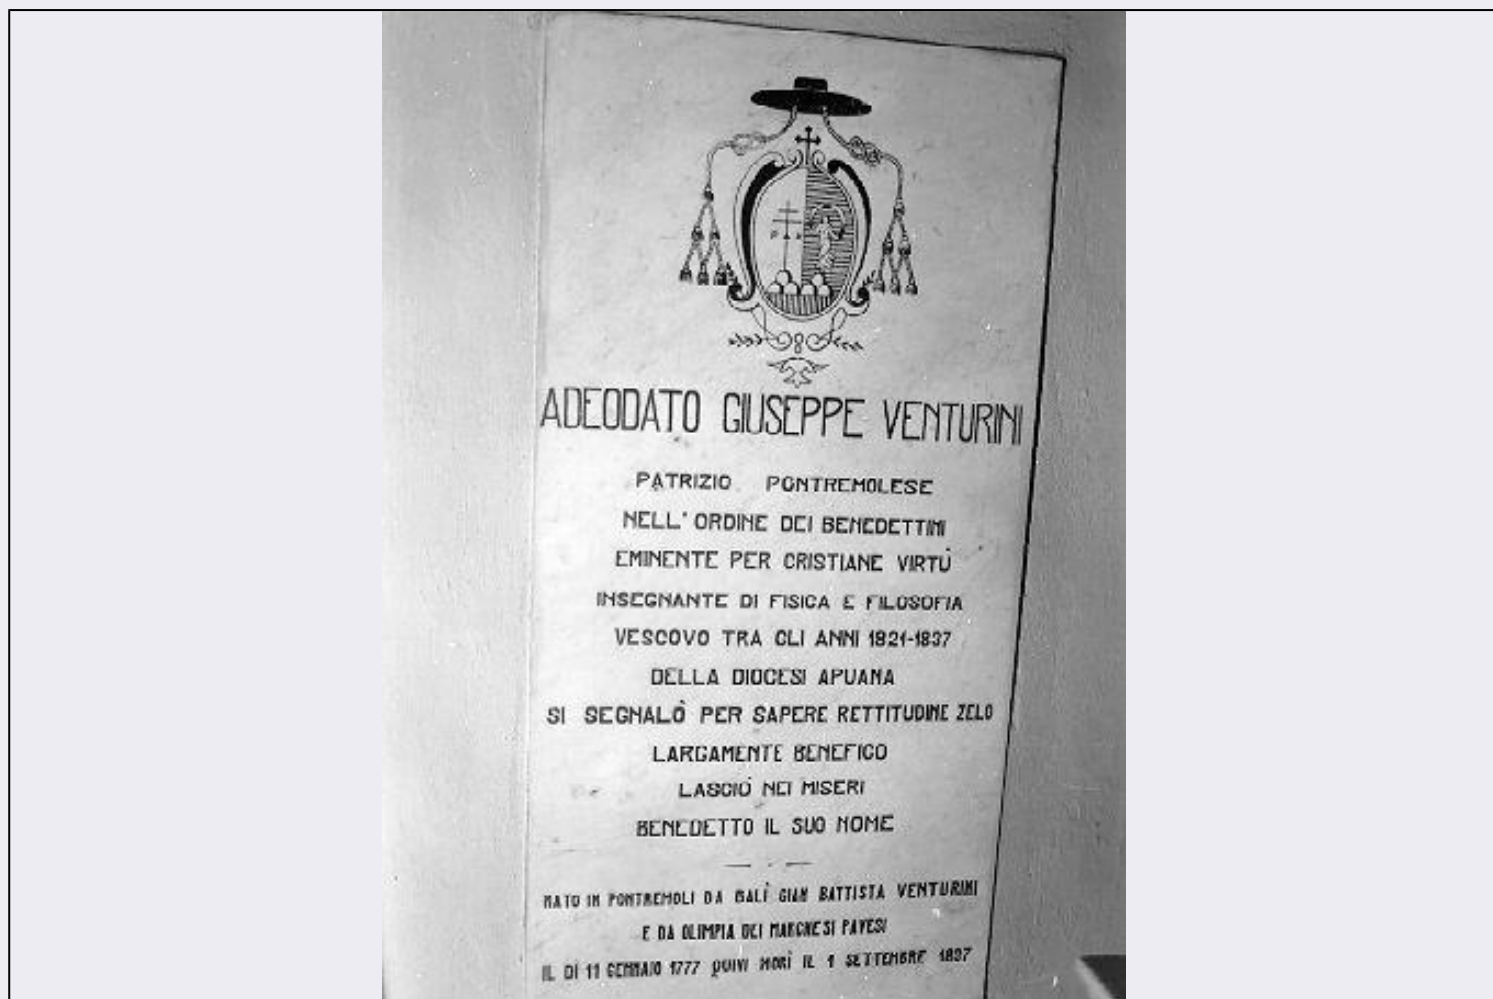 PAX
ADEODATO GIUSEPPE VENTURINI
PATRIZIO PONTREMOLESE
NELL'ORDINE DEI BENEDETTINI
EMINENTE PER CRISTIANE VIRTÙ
INSEGNANTE DI FISICA E FILOSOFIA
VESCOVO TRA GLI ANNI 1821-1837
DELLA DIOCESI APUANA
SI SEGNALÒ PER SAPERE RETTITUDINE ZELO
LARGAMENTE BENEFICO
LASCIÒ NEI MISERI
BENEDETTO IL SUO NOME
NATO IN PONTREMOLI DA BALÌ GIAN BATTISTA VENTURINI
E DA OLIMPIA DEI MARCHESI PAVESI
IL DÌ 11 GENNAIO 1777 QUIVI MORÌ IL 1 SETTEMBRE 1837